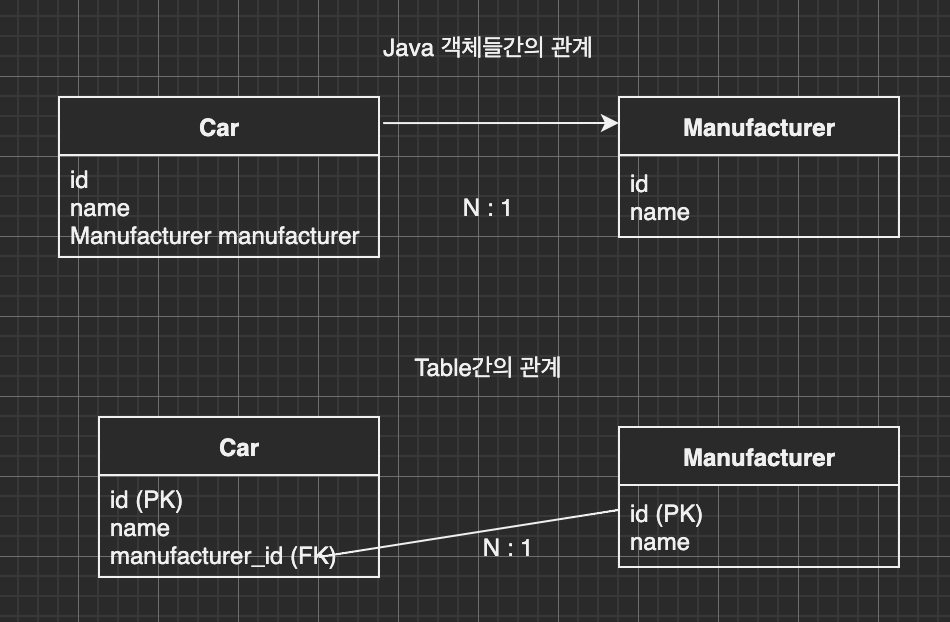 Java 객체들간의 관계
Car
id
name
Manufacturer manufacturer
N : 1
Manufacturer
id
name
Table간의 관계
Car
id (PK)
name
manufacturer_id (FK)
N : 1
Manufacturer
id (PK)
name